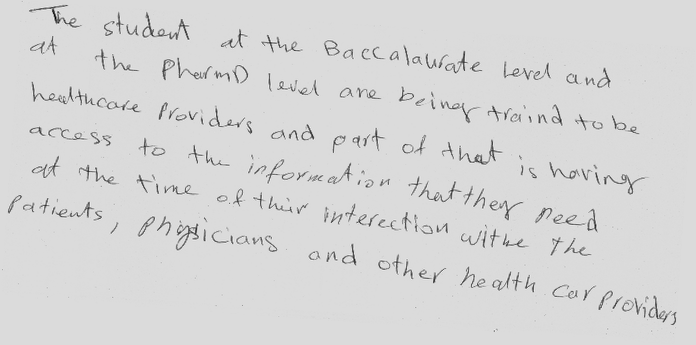 The student at the Baccalaurate Level and
at the PharmD level are being traind to be
healthcare Providers and part of that is having
access to the information that they need
at the time of their interection withe the
Patients, physicians and other health car providers